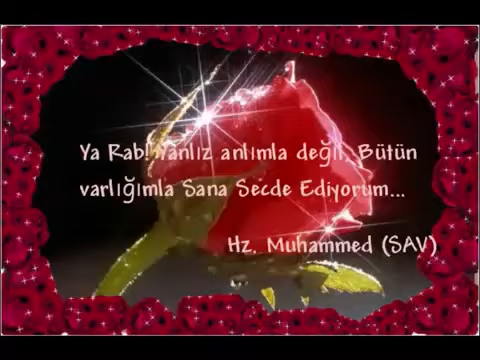 Ya Rab! Yanlız anlımla değil, Bütün
varlığımla Sana Secde Ediyorum...
Hz. Muhammed (SAV)